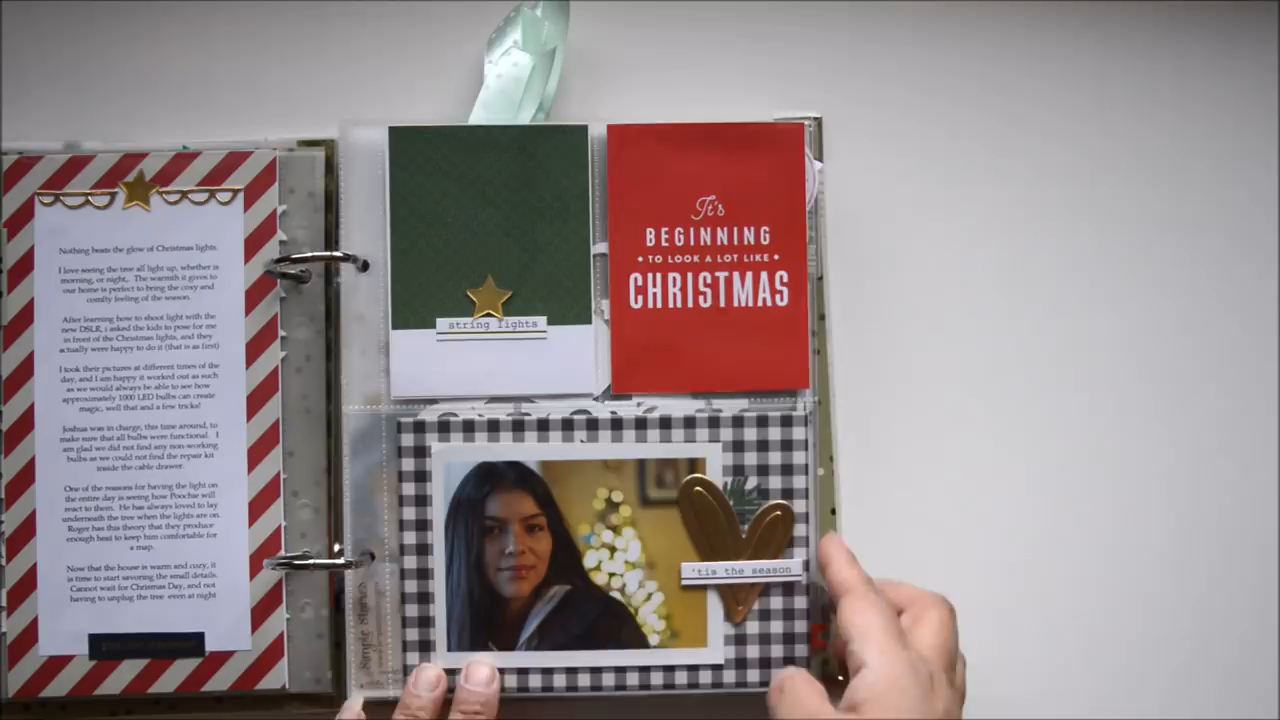 Nothing beats the glow of Christmas lights.
I love seeing the tree all light up, whether is
morning, or night,. The warmth it gives to
our home is perfect to bring the cozy and
comfty feeling of the season.
After learning how to shoot light with the
new DSLR, i asked the kids to pose for me
in front of the Christmas lights, and they
actually were happy to do it (that is as first)
I took their pictures at different times of the
day, and I am happy it worked out as such
as we would always be able to see how
approximately 1000 LED bulbs can create
magic, well that and a few tricks!
Joshua was in charge, this time around, to
make sure that all bulbs were functional. I
am glad we did not find any non-working
bulbs as we could not find the repair kit
inside the cable drawer.
One of the reasons for having the light on
the entire day is seeing how Poochie will
react to them. He has always loved to lay
underneath the tree when the lights are on.
Roger has this theory that they produce
enough heat to keep him comfortable for
a map.
Now that the house is warm and cozy, it
is time to start savoring the small details.
Cannot wait for Chrismas Day, and not
having to unplug the tree even at night
string lights
It's
BEGINNING
TO LOOK A LOT LIKE
CHRISTMAS
'tis the season
Simple Stories